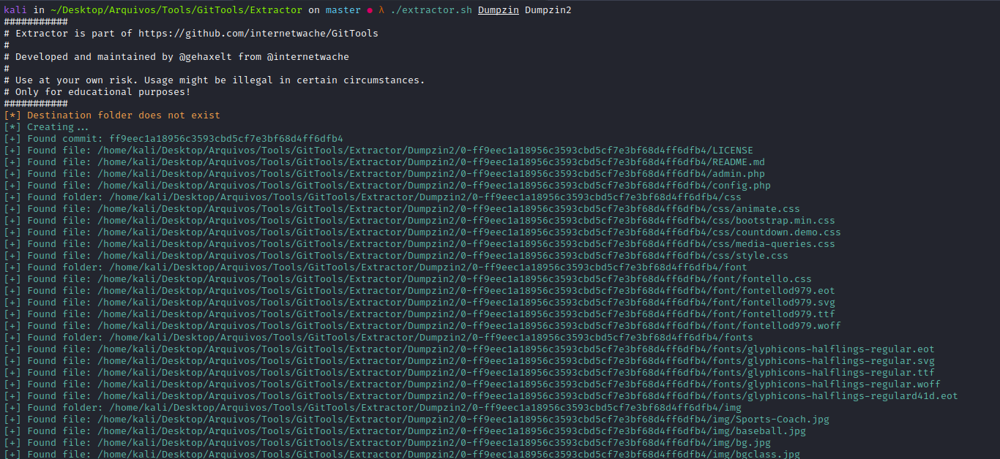 kali in ~/Desktop/Arquivos/Tools/GitTools/Extractor on master ● λ ./extractor.sh Dumpzin Dumpzin2
###########
# Extractor is part of https://github.com/internetwache/GitTools
#
# Developed and maintained by @gehaxelt from @internetwache
#
# Use at your own risk. Usage might be illegal in certain circumstances.
# Only for educational purposes!
###########
[*] Destination folder does not exist
[*] Creating...
[+] Found commit: ff9eec1a18956c3593cbd5cf7e3bf68d4ff6dfb4
[+] Found file: /home/kali/Desktop/Arquivos/Tools/GitTools/Extractor/Dumpzin2/0-ff9eec1a18956c3593cbd5cf7e3bf68d4ff6dfb4/LICENSE
[+] Found file: /home/kali/Desktop/Arquivos/Tools/GitTools/Extractor/Dumpzin2/0-ff9eec1a18956c3593cbd5cf7e3bf68d4ff6dfb4/README.md
[+] Found file: /home/kali/Desktop/Arquivos/Tools/GitTools/Extractor/Dumpzin2/0-ff9eec1a18956c3593cbd5cf7e3bf68d4ff6dfb4/admin.php
[+] Found file: /home/kali/Desktop/Arquivos/Tools/GitTools/Extractor/Dumpzin2/0-ff9eec1a18956c3593cbd5cf7e3bf68d4ff6dfb4/config.php
[+] Found folder: /home/kali/Desktop/Arquivos/Tools/GitTools/Extractor/Dumpzin2/0-ff9eec1a18956c3593cbd5cf7e3bf68d4ff6dfb4/css
[+] Found file: /home/kali/Desktop/Arquivos/Tools/GitTools/Extractor/Dumpzin2/0-ff9eec1a18956c3593cbd5cf7e3bf68d4ff6dfb4/css/animate.css
[+] Found file: /home/kali/Desktop/Arquivos/Tools/GitTools/Extractor/Dumpzin2/0-ff9eec1a18956c3593cbd5cf7e3bf68d4ff6dfb4/css/bootstrap.min.css
[+] Found file: /home/kali/Desktop/Arquivos/Tools/GitTools/Extractor/Dumpzin2/0-ff9eec1a18956c3593cbd5cf7e3bf68d4ff6dfb4/css/countdown.demo.css
[+] Found file: /home/kali/Desktop/Arquivos/Tools/GitTools/Extractor/Dumpzin2/0-ff9eec1a18956c3593cbd5cf7e3bf68d4ff6dfb4/css/media-queries.css
[+] Found file: /home/kali/Desktop/Arquivos/Tools/GitTools/Extractor/Dumpzin2/0-ff9eec1a18956c3593cbd5cf7e3bf68d4ff6dfb4/css/style.css
[+] Found folder: /home/kali/Desktop/Arquivos/Tools/GitTools/Extractor/Dumpzin2/0-ff9eec1a18956c3593cbd5cf7e3bf68d4ff6dfb4/font
[+] Found file: /home/kali/Desktop/Arquivos/Tools/GitTools/Extractor/Dumpzin2/0-ff9eec1a18956c3593cbd5cf7e3bf68d4ff6dfb4/font/fontello.css
[+] Found file: /home/kali/Desktop/Arquivos/Tools/GitTools/Extractor/Dumpzin2/0-ff9eec1a18956c3593cbd5cf7e3bf68d4ff6dfb4/font/fontellod979.eot
[+] Found file: /home/kali/Desktop/Arquivos/Tools/GitTools/Extractor/Dumpzin2/0-ff9eec1a18956c3593cbd5cf7e3bf68d4ff6dfb4/font/fontellod979.svg
[+] Found file: /home/kali/Desktop/Arquivos/Tools/GitTools/Extractor/Dumpzin2/0-ff9eec1a18956c3593cbd5cf7e3bf68d4ff6dfb4/font/fontellod979.ttf
[+] Found file: /home/kali/Desktop/Arquivos/Tools/GitTools/Extractor/Dumpzin2/0-ff9eec1a18956c3593cbd5cf7e3bf68d4ff6dfb4/font/fontellod979.woff
[+] Found folder: /home/kali/Desktop/Arquivos/Tools/GitTools/Extractor/Dumpzin2/0-ff9eec1a18956c3593cbd5cf7e3bf68d4ff6dfb4/fonts
[+] Found file: /home/kali/Desktop/Arquivos/Tools/GitTools/Extractor/Dumpzin2/0-ff9eec1a18956c3593cbd5cf7e3bf68d4ff6dfb4/fonts/glyphicons-halflings-regular.eot
[+] Found file: /home/kali/Desktop/Arquivos/Tools/GitTools/Extractor/Dumpzin2/0-ff9eec1a18956c3593cbd5cf7e3bf68d4ff6dfb4/fonts/glyphicons-halflings-regular.svg
[+] Found file: /home/kali/Desktop/Arquivos/Tools/GitTools/Extractor/Dumpzin2/0-ff9eec1a18956c3593cbd5cf7e3bf68d4ff6dfb4/fonts/glyphicons-halflings-regular.ttf
[+] Found file: /home/kali/Desktop/Arquivos/Tools/GitTools/Extractor/Dumpzin2/0-ff9eec1a18956c3593cbd5cf7e3bf68d4ff6dfb4/fonts/glyphicons-halflings-regular.woff
[+] Found file: /home/kali/Desktop/Arquivos/Tools/GitTools/Extractor/Dumpzin2/0-ff9eec1a18956c3593cbd5cf7e3bf68d4ff6dfb4/fonts/glyphicons-halflings-regulard41d.eot
[+] Found folder: /home/kali/Desktop/Arquivos/Tools/GitTools/Extractor/Dumpzin2/0-ff9eec1a18956c3593cbd5cf7e3bf68d4ff6dfb4/img
[+] Found file: /home/kali/Desktop/Arquivos/Tools/GitTools/Extractor/Dumpzin2/0-ff9eec1a18956c3593cbd5cf7e3bf68d4ff6dfb4/img/Sports-Coach.jpg
[+] Found file: /home/kali/Desktop/Arquivos/Tools/GitTools/Extractor/Dumpzin2/0-ff9eec1a18956c3593cbd5cf7e3bf68d4ff6dfb4/img/baseball.jpg
[+] Found file: /home/kali/Desktop/Arquivos/Tools/GitTools/Extractor/Dumpzin2/0-ff9eec1a18956c3593cbd5cf7e3bf68d4ff6dfb4/img/bg.jpg
[+] Found file: /home/kali/Desktop/Arquivos/Tools/GitTools/Extractor/Dumpzin2/0-ff9eec1a18956c3593cbd5cf7e3bf68d4ff6dfb4/img/bgclass.jpg